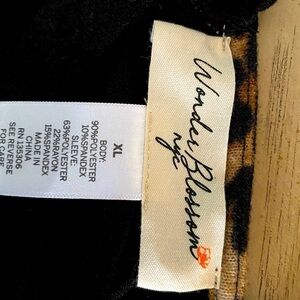 Wonder Blossom
nyc
XL
BODY:
90%POLYESTER
10%SPANDEX
SLEEVE:
63%POLYESTER
22%RAYON
15%SPANDEX
MADE IN
CHINA
RN 135306
SEE REVERSE
FOR CARE